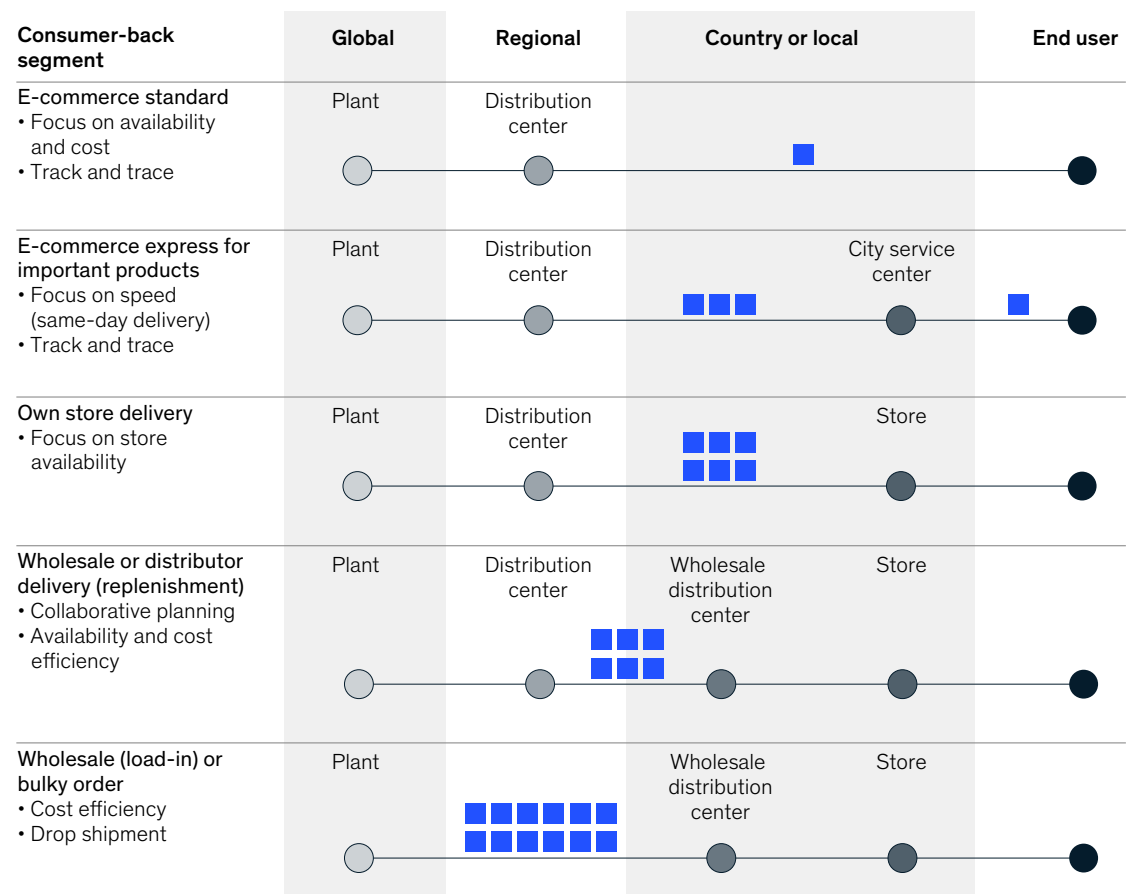 Consumer-back
segment
Global
Regional
Country or local
End user
E-commerce standard
• Focus on availability
and cost
• Track and trace
Plant
Distribution
center
E-commerce express for
important products
• Focus on speed
(same-day delivery)
• Track and trace
Plant
Distribution
center
City service
center
Own store delivery
• Focus on store
availability
Plant
Distribution
center
Store
Wholesale or distributor
delivery (replenishment)
• Collaborative planning
• Availability and cost
efficiency
Plant
Distribution
center
Wholesale
distribution
center
Store
Wholesale (load-in) or
bulky order
• Cost efficiency
• Drop shipment
Plant
Wholesale
distribution
center
Store